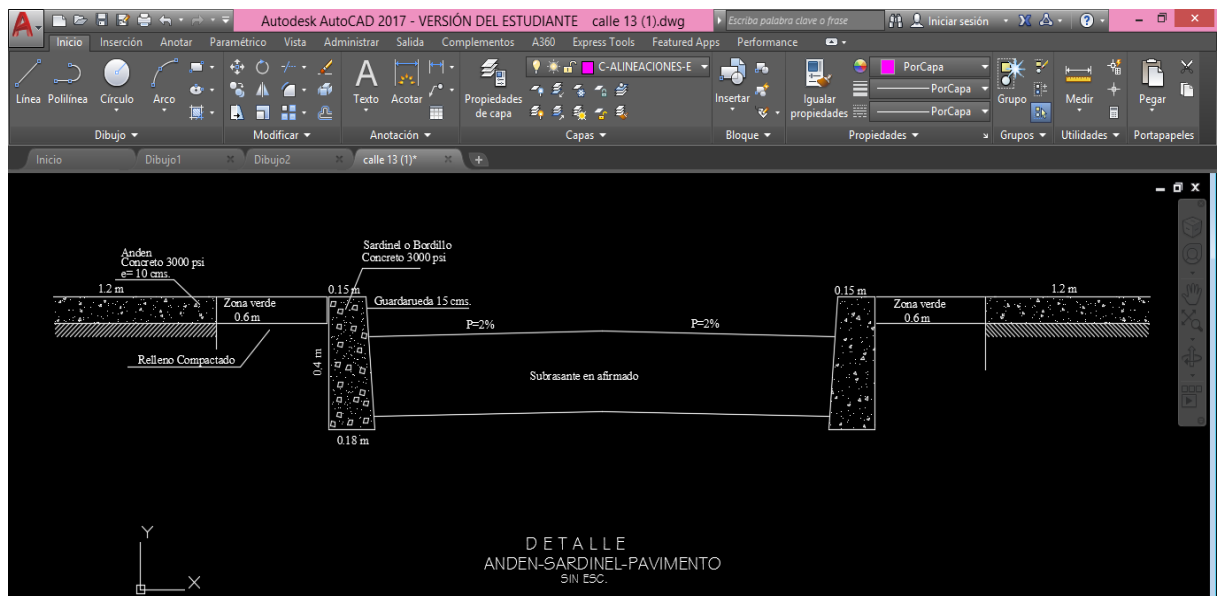 Autodesk AutoCAD 2017 - VERSIÓN DEL ESTUDIANTE calle 13 (1).dwg
Escriba palabra clave o frase
Iniciar sesión
Inicio Inserción Anotar Paramétrico Vista Administrar Salida Complementos A360 Express Tools Featured Apps Performance
C-ALINEACIONES-E
PorCapa
PorCapa
PorCapa
Línea Polilínea Círculo Arco
Texto Acotar
Propiedades de capa
Insertar
Igualar propiedades
Grupo
Medir
Pegar
Dibujo Modificar Anotación Capas Bloque Propiedades Grupos Utilidades Portapapeles
Inicio Dibujo1 Dibujo2 calle 13 (1)*
Anden
Concreto 3000 psi
e= 10 cms.
Sardinel o Bordillo
Concreto 3000 psi
1.2 m
0.15 m
0.15 m
1.2 m
Zona verde
0.6 m
Guardarueda 15 cms.
Zona verde
0.6 m
P=2%
P=2%
Relleno Compactado
0,4 m
Subrasante en afirmado
0.18 m
Y
X
DETALLE
ANDEN-SARDINEL-PAVIMENTO
SIN ESC.